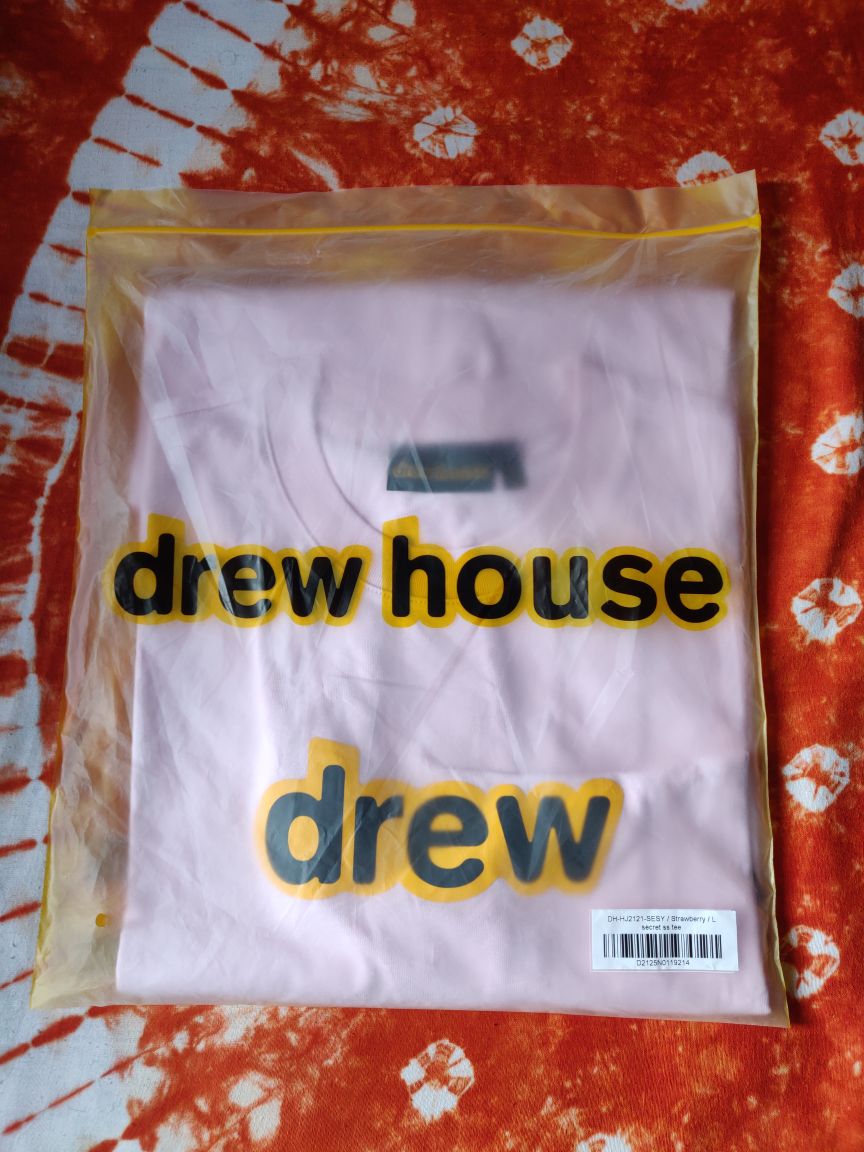 drew house
drew
DH-HJ2121-SESY / Strawberry / L
secret ss tee
D2125N0119214